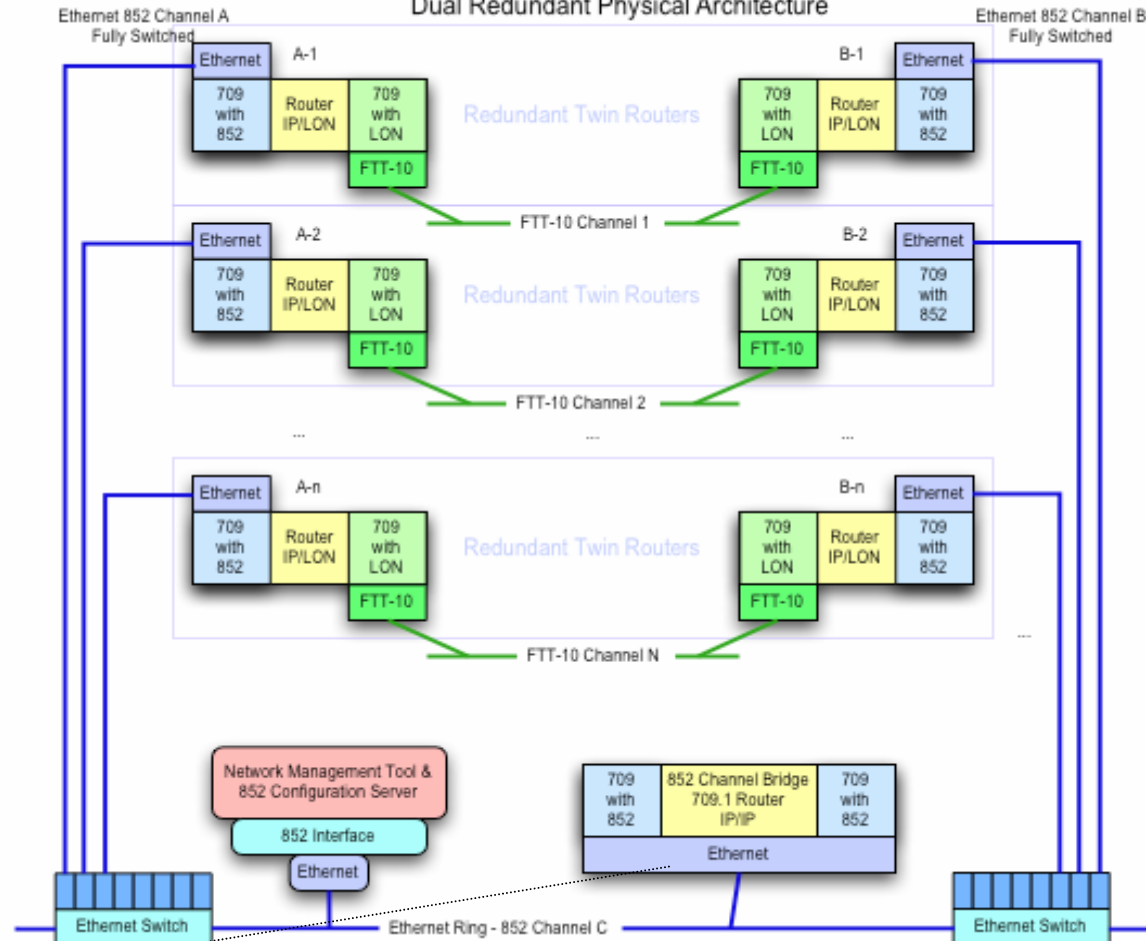 Dual Redundant Physical Architecture
Ethernet 852 Channel A
Fully Switched
Ethernet 852 Channel B
Fully Switched
Ethernet
A-1
B-1
Ethernet
709
with
852
Router
IP/LON
709
with
LON
Redundant Twin Routers
709
with
LON
Router
IP/LON
709
with
852
FTT-10
FTT-10
FTT-10 Channel 1
Ethernet
A-2
B-2
Ethernet
709
with
852
Router
IP/LON
709
with
LON
Redundant Twin Routers
709
with
LON
Router
IP/LON
709
with
852
FTT-10
FTT-10
FTT-10 Channel 2
...
...
...
Ethernet
A-n
B-n
Ethernet
709
with
852
Router
IP/LON
709
with
LON
Redundant Twin Routers
709
with
LON
Router
IP/LON
709
with
852
FTT-10
FTT-10
...
FTT-10 Channel N
Network Management Tool &
852 Configuration Server
852 Interface
Ethernet
709
with
852
852 Channel Bridge
709.1 Router
IP/IP
709
with
852
Ethernet
Ethernet Switch
Ethernet Ring - 852 Channel C
Ethernet Switch